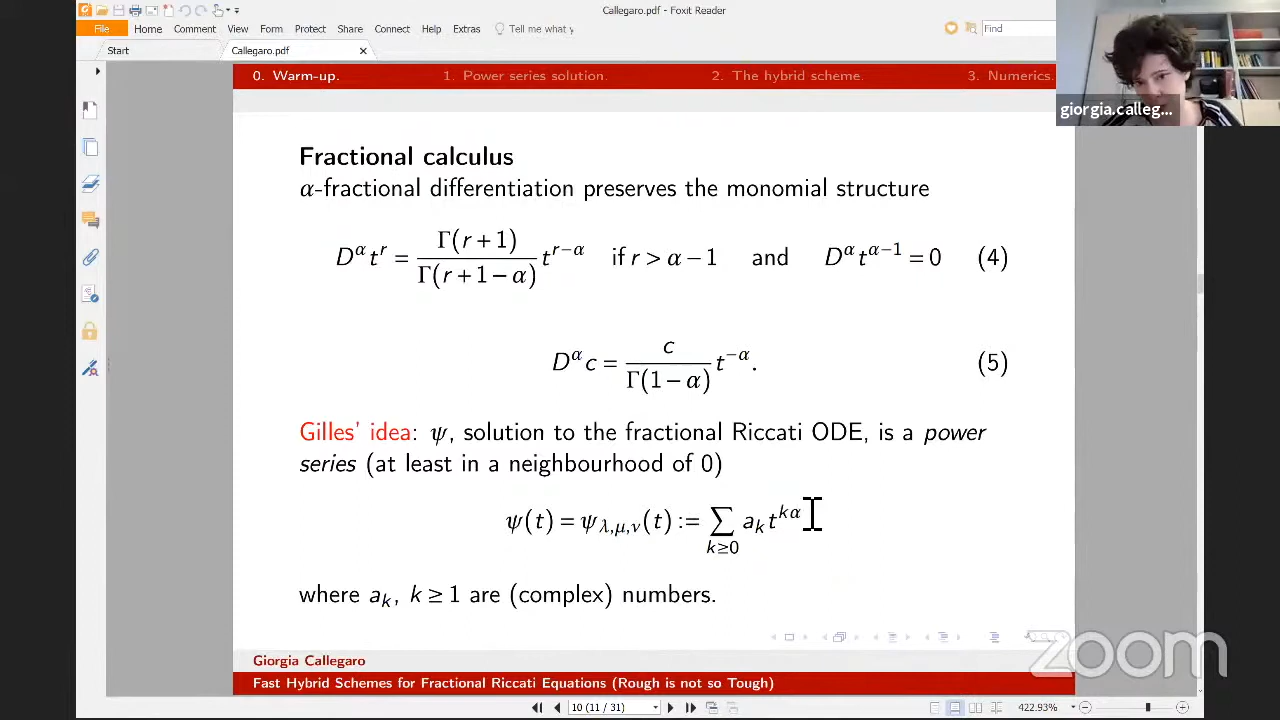 Callegaro.pdf - Foxit Reader
File Home Comment View Form Protect Share Connect Help Extras Tell me what y Find
Start Callegaro.pdf
0. Warm-up. 1. Power series solution. 2. The hybrid scheme. 3. Numerics.
giorgia.calleg...
Fractional calculus
α-fractional differentiation preserves the monomial structure
D^α t^r = Γ(r + 1) / Γ(r + 1 − α) t^{r−α} if r > α − 1 and D^α t^{α−1} = 0 (4)
D^α c = c / Γ(1 − α) t^{−α}. (5)
Gilles' idea: ψ, solution to the fractional Riccati ODE, is a power
series (at least in a neighbourhood of 0)
ψ(t) = ψ_{λ,μ,ν}(t) := ∑_{k≥0} a_k t^{kα}
where a_k, k ≥ 1 are (complex) numbers.
zoom
Giorgia Callegaro
Fast Hybrid Schemes for Fractional Riccati Equations (Rough is not so Tough)
10 (11 / 31) 422.93%